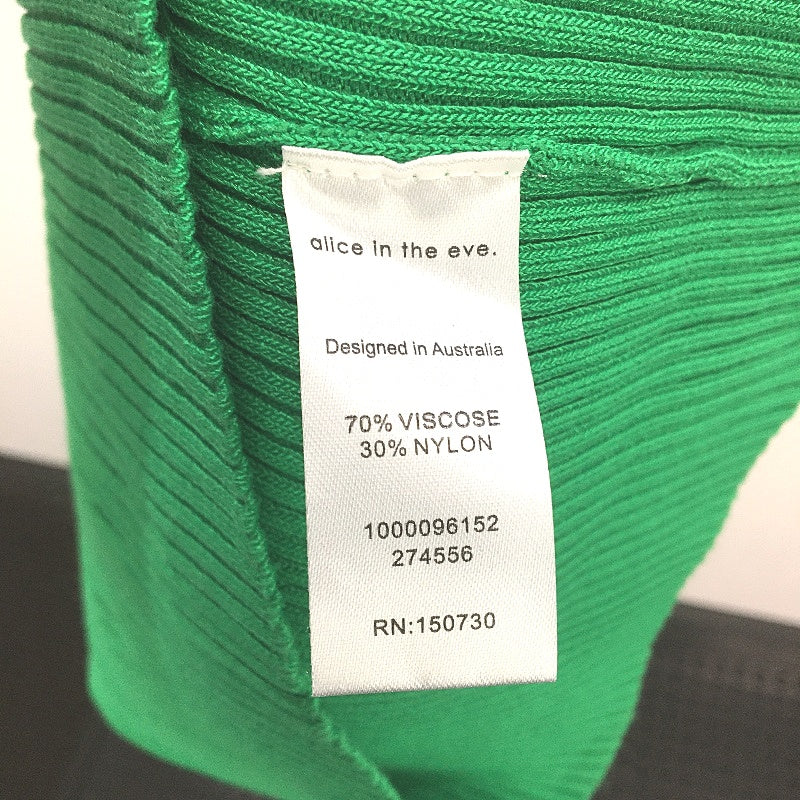 alice in the eve.
Designed in Australia
70% VISCOSE
30% NYLON
1000096152
274556
RN:150730